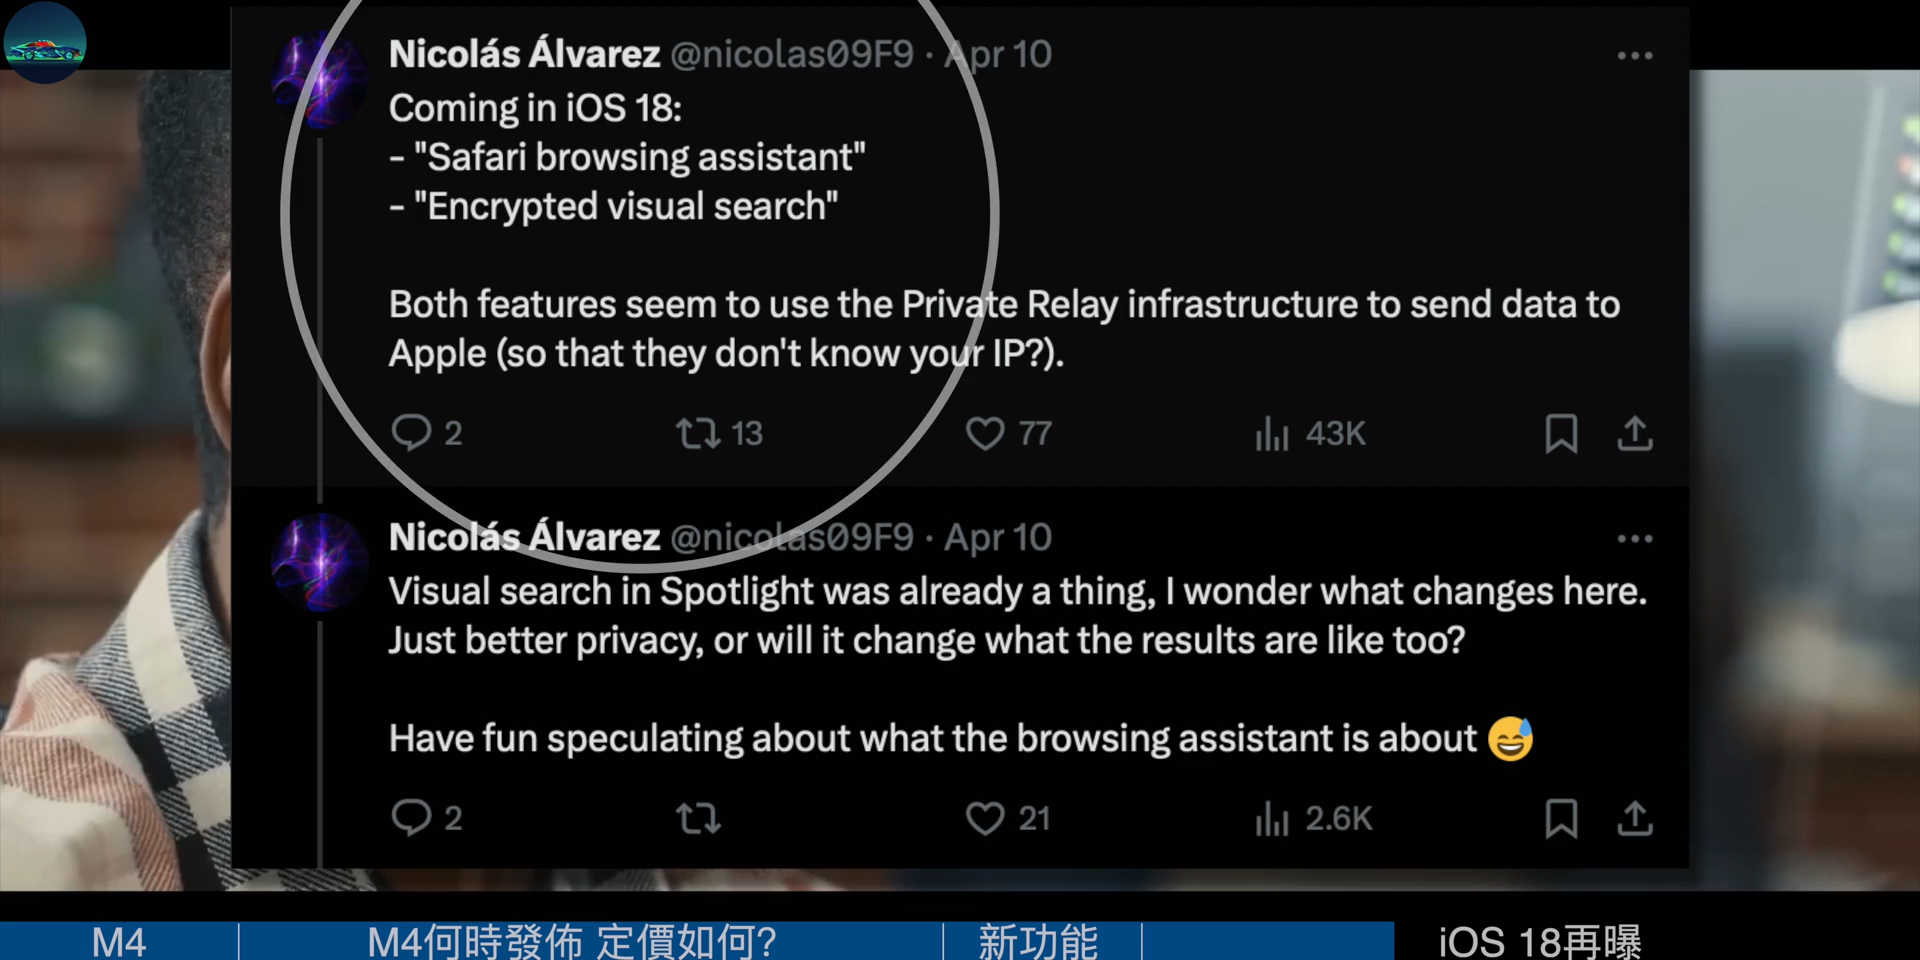 Nicolás Álvarez @nicolas09F9 · Apr 10
Coming in iOS 18:
- "Safari browsing assistant"
- "Encrypted visual search"
Both features seem to use the Private Relay infrastructure to send data to
Apple (so that they don't know your IP?).
2 13 77 43K
Nicolás Álvarez @nicolas09F9 · Apr 10
Visual search in Spotlight was already a thing, I wonder what changes here.
Just better privacy, or will it change what the results are like too?
Have fun speculating about what the browsing assistant is about 😅
2 21 2.6K
M4 M4何時發佈 定價如何? 新功能 iOS 18再曝